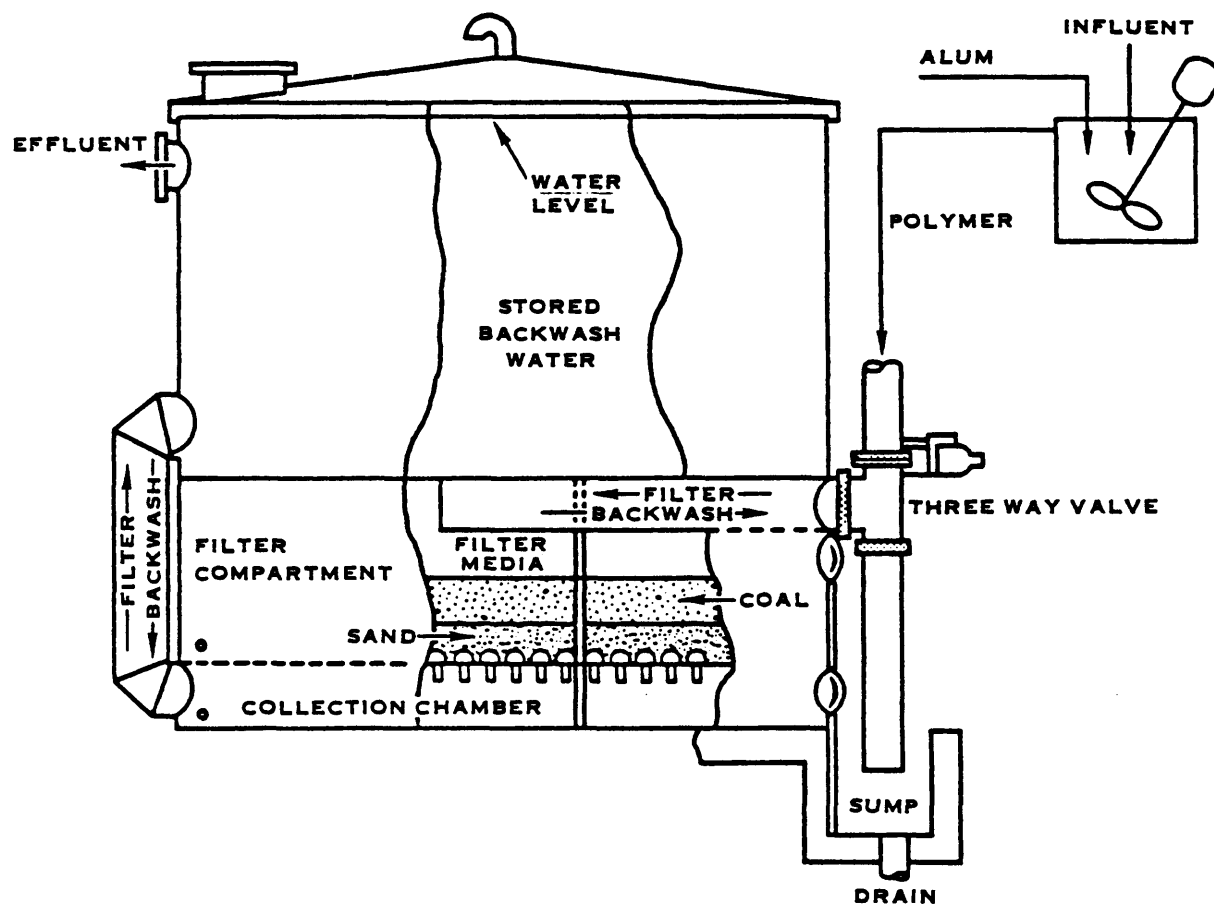 INFLUENT
ALUM
EFFLUENT
WATER
LEVEL
POLYMER
STORED
BACKWASH
WATER
FILTER
BACKWASH
FILTER
BACKWASH
THREE WAY VALVE
FILTER
COMPARTMENT
FILTER
MEDIA
COAL
SAND
COLLECTION CHAMBER
SUMP
DRAIN